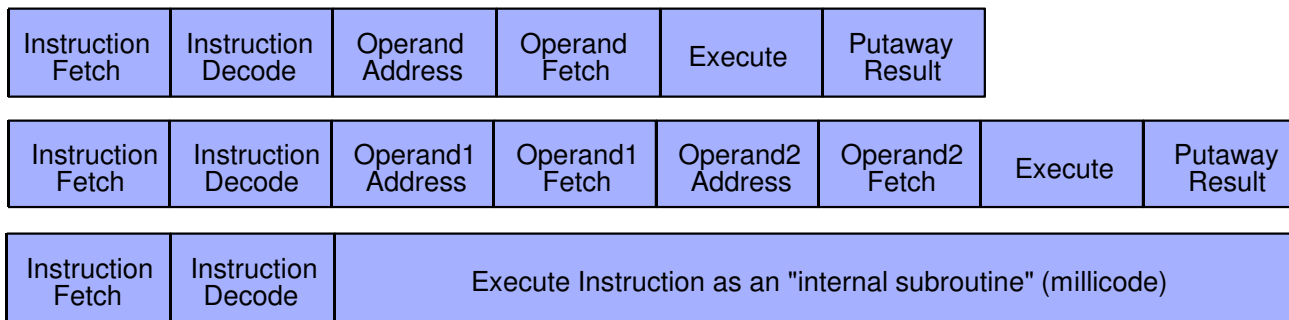 Instruction Fetch
Instruction Decode
Operand Address
Operand Fetch
Execute
Putaway Result
Instruction Fetch
Instruction Decode
Operand1 Address
Operand1 Fetch
Operand2 Address
Operand2 Fetch
Execute
Putaway Result
Instruction Fetch
Instruction Decode
Execute Instruction as an "internal subroutine" (millicode)